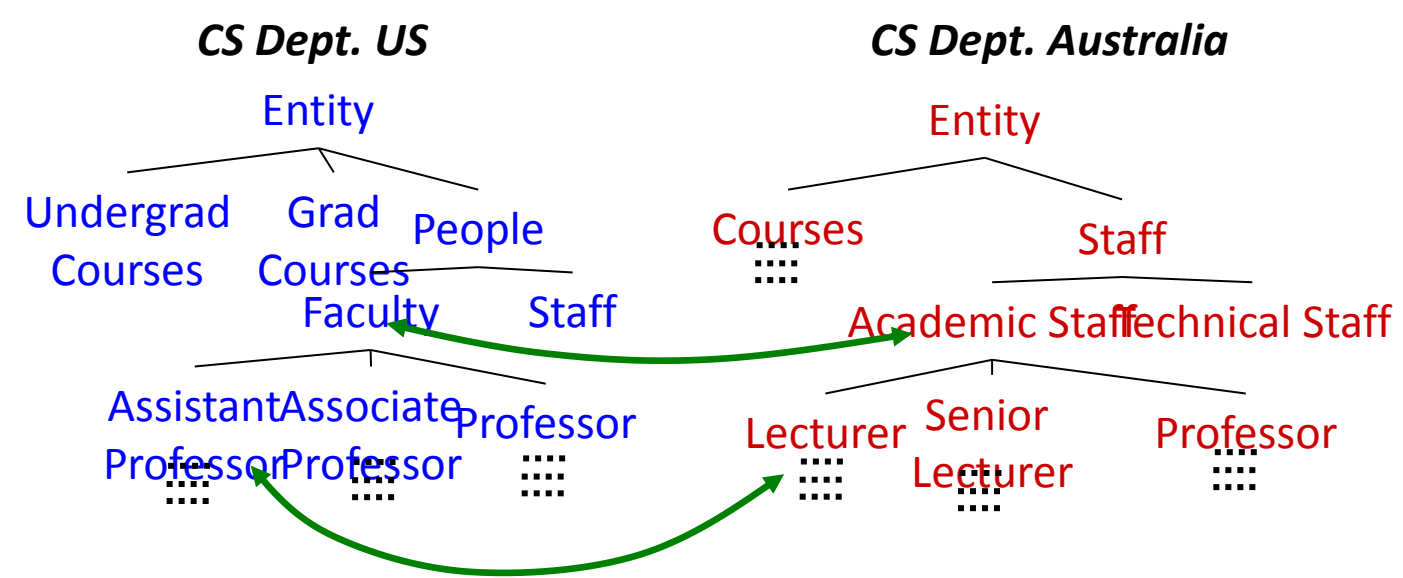 CS Dept. US
CS Dept. Australia
Entity
Entity
Undergrad
Courses
Grad
Courses
People
Courses
Staff
Faculty
Staff
Academic Staff
Technical Staff
Assistant
Professor
Associate
Professor
Professor
Lecturer
Senior
Lecturer
Professor